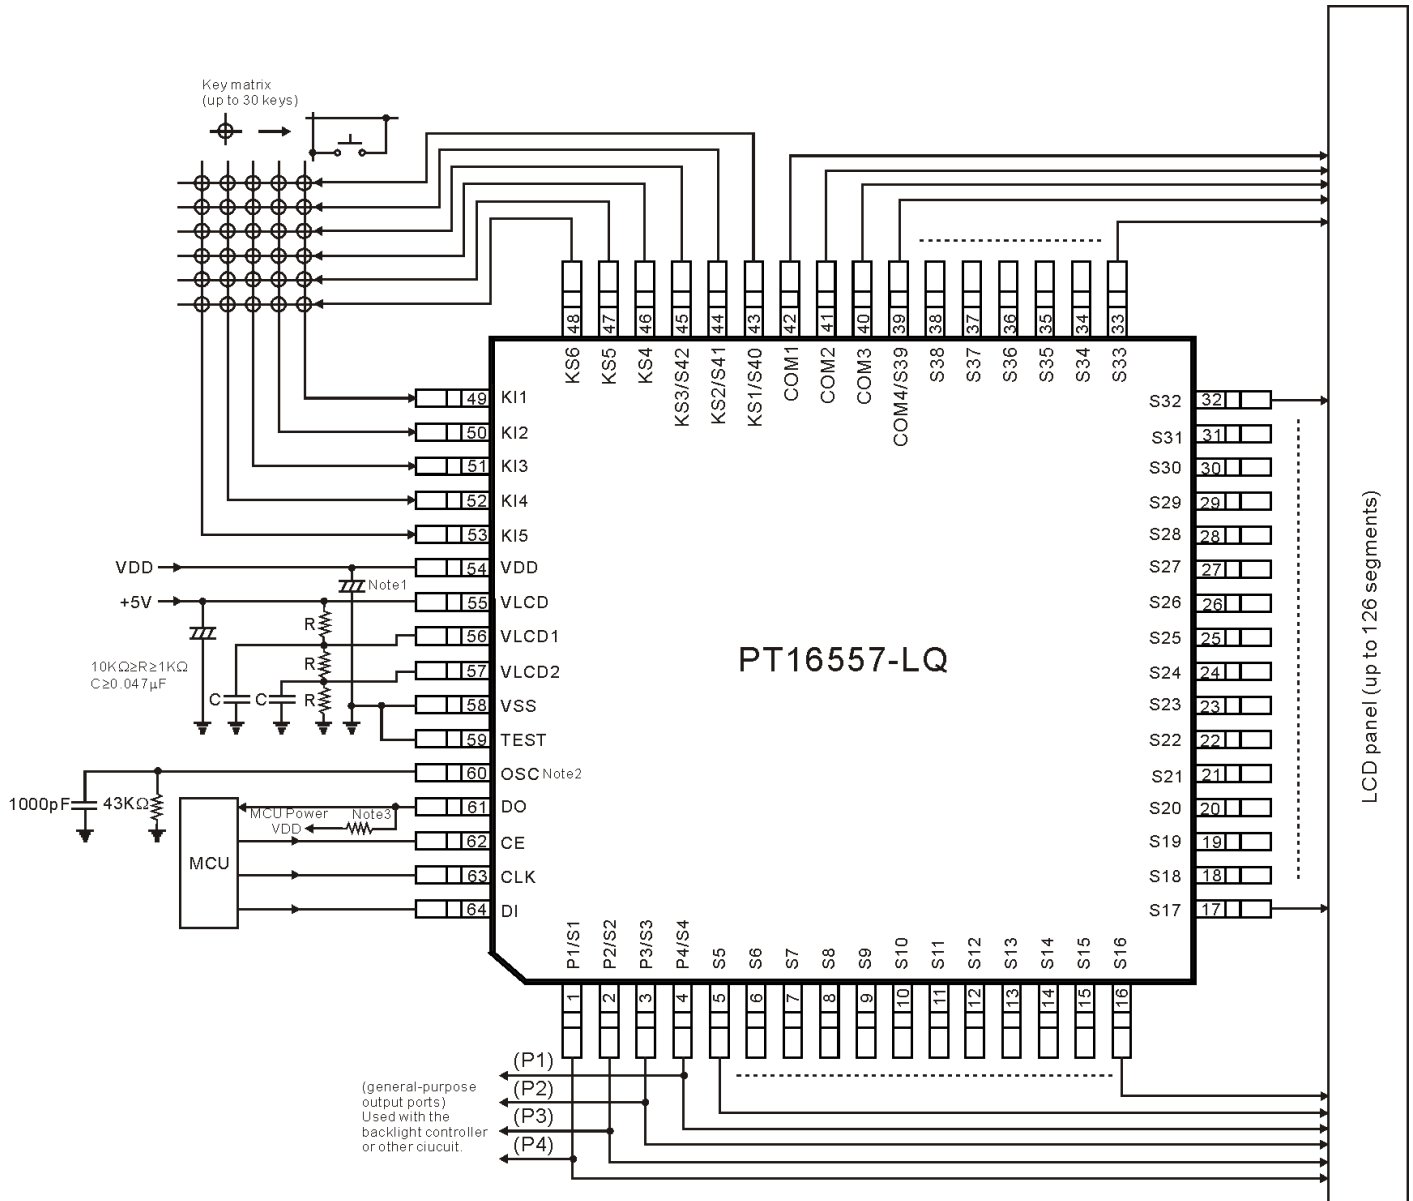 Key matrix
(up to 30 keys)
48
47
46
45
44
43
42
41
40
39
38
37
36
35
34
33
KS6
KS5
KS4
KS3/S42
KS2/S41
KS1/S40
COM1
COM2
COM3
COM4/S39
S38
S37
S36
S35
S34
S33
49 KI1
50 KI2
51 KI3
52 KI4
53 KI5
VDD 54 VDD
Note1
+5V 55 VLCD
R
56 VLCD1
R
10KΩ≥R≥1KΩ
C≥0.047μF
57 VLCD2
C
C
R
58 VSS
59 TEST
60 OSC Note2
1000pF
43KΩ
61 DO
MCU Power
VDD
Note3
62 CE
MCU
63 CLK
64 DI
PT16557-LQ
S32 32
S31 31
S30 30
S29 29
S28 28
S27 27
S26 26
S25 25
S24 24
S23 23
S22 22
S21 21
S20 20
S19 19
S18 18
S17 17
LCD panel (up to 126 segments)
P1/S1
P2/S2
P3/S3
P4/S4
S5
S6
S7
S8
S9
S10
S11
S12
S13
S14
S15
S16
1
2
3
4
5
6
7
8
9
10
11
12
13
14
15
16
(P1)
(P2)
(P3)
(P4)
(general-purpose
output ports)
Used with the
backlight controller
or other ciucuit.